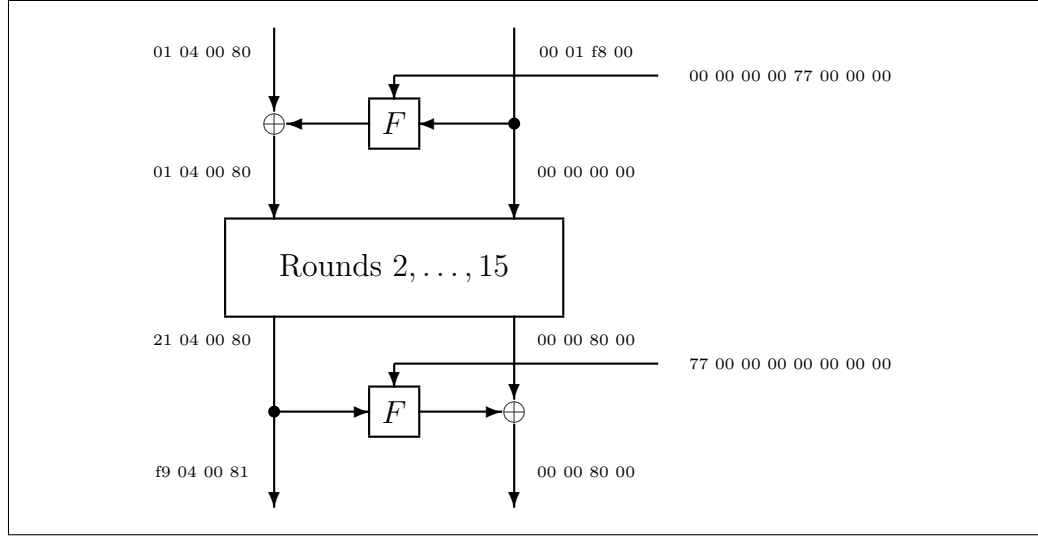 01 04 00 80
00 01 f8 00
00 00 00 00 77 00 00 00
F
01 04 00 80
00 00 00 00
Rounds 2, . . . , 15
21 04 00 80
00 00 80 00
77 00 00 00 00 00 00 00
F
f9 04 00 81
00 00 80 00